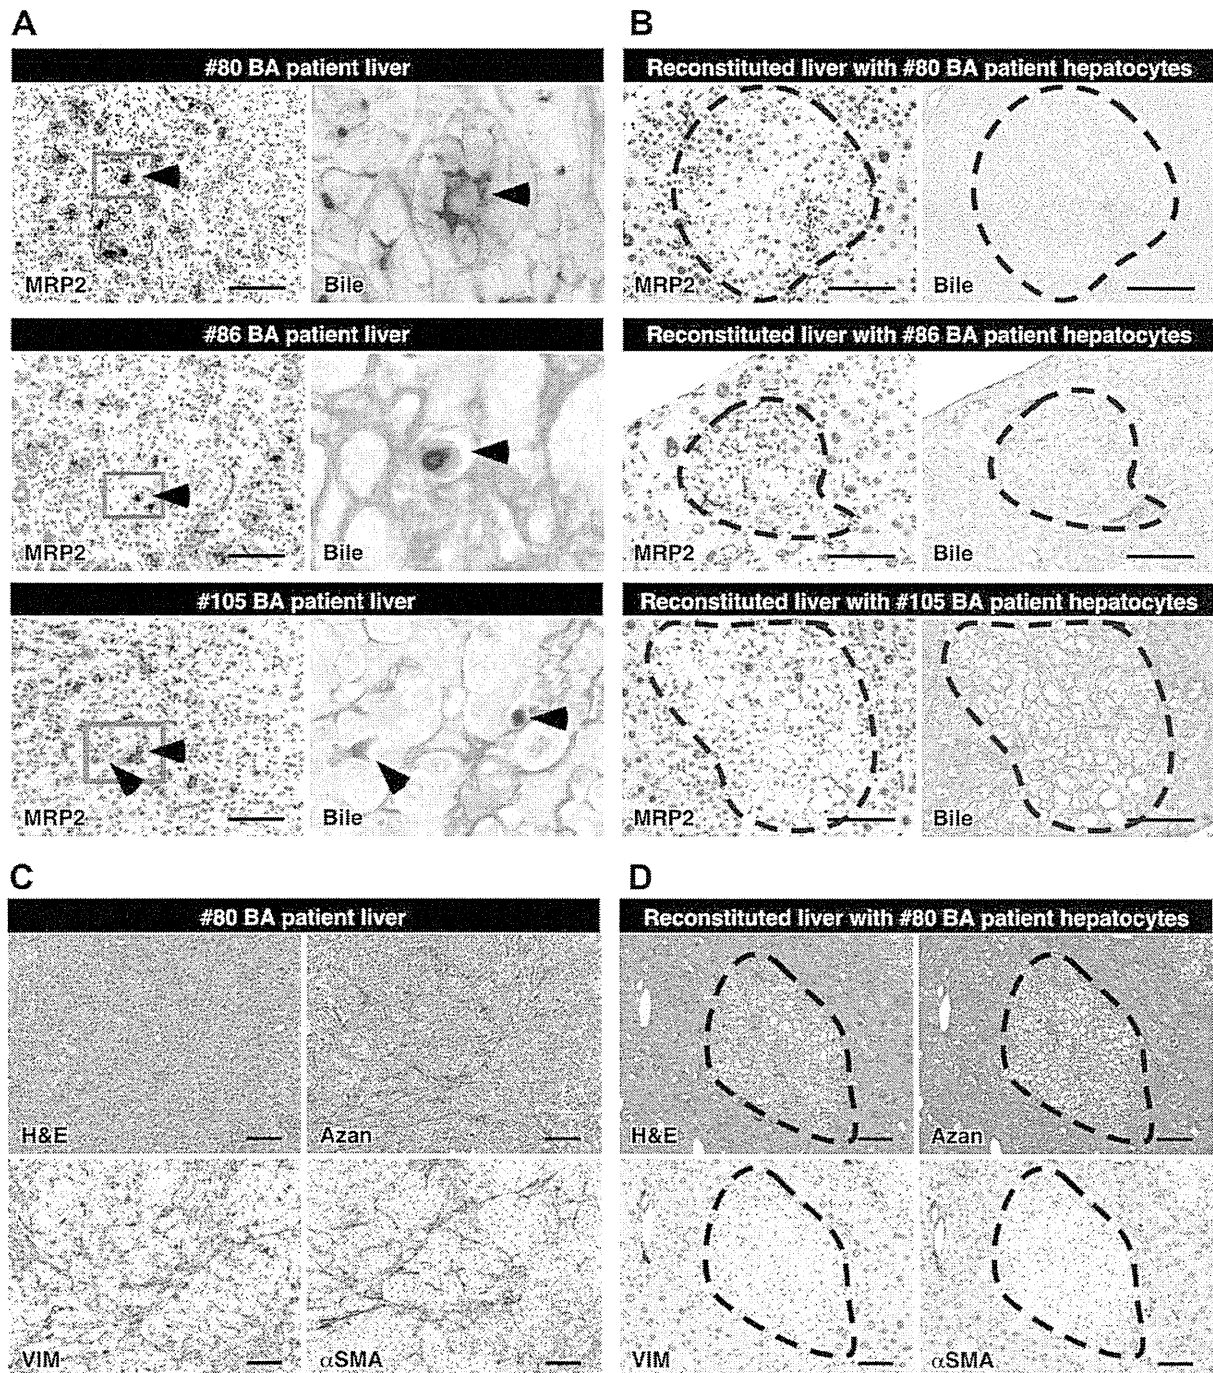 A
B
#80 BA patient liver
Reconstituted liver with #80 BA patient hepatocytes
MRP2
Bile
MRP2
Bile
#86 BA patient liver
Reconstituted liver with #86 BA patient hepatocytes
MRP2
Bile
MRP2
Bile
#105 BA patient liver
Reconstituted liver with #105 BA patient hepatocytes
MRP2
Bile
MRP2
Bile
C
D
#80 BA patient liver
Reconstituted liver with #80 BA patient hepatocytes
H&E
Azan
H&E
Azan
VIM
αSMA
VIM
αSMA